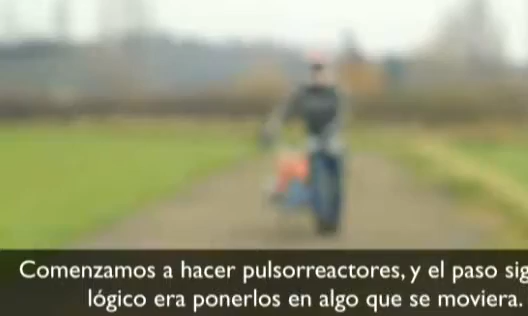 Comenzamos a hacer pulsorreactores, y el paso sig
lógico era ponerlos en algo que se moviera.